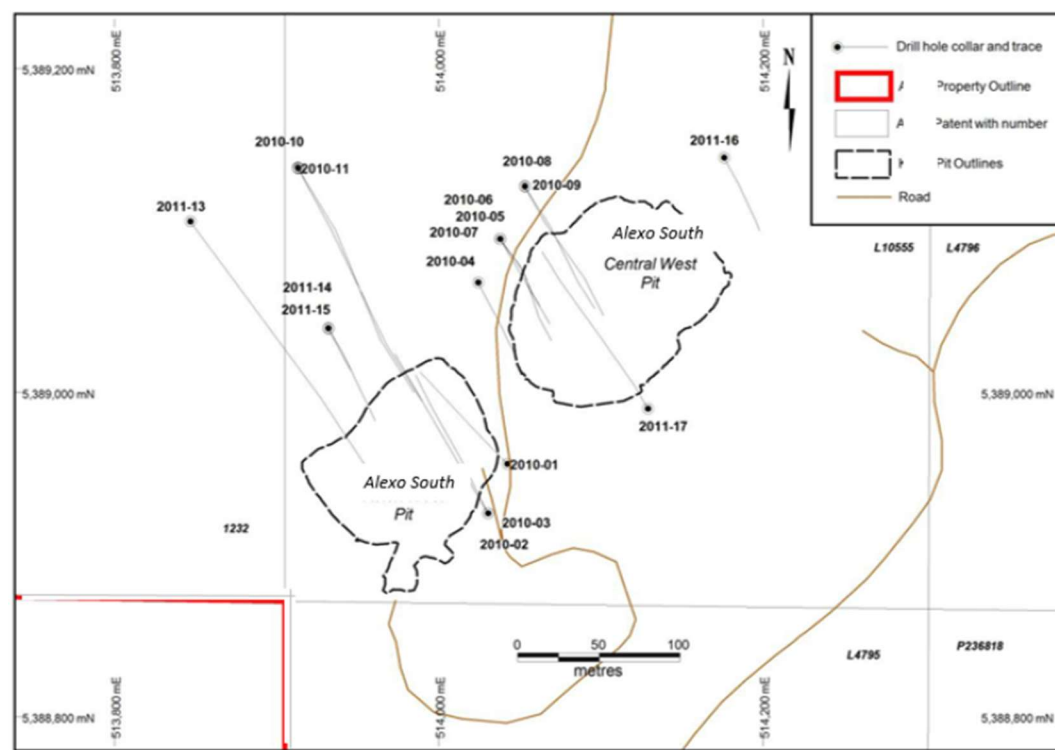 513,800 mE
514,000 mE
514,200 mE
5,389,200 mN
N
Drill hole collar and trace
Property Outline
Patent with number
Pit Outlines
Road
2010-10
2010-11
2011-13
2010-08
2010-09
2011-16
2010-06
2010-05
2010-07
2010-04
Alexo South
Central West
Pit
L10555
L4796
2011-14
2011-15
5,389,000 mN
5,389,000 mN
2011-17
2010-01
Alexo South
Pit
2010-03
2010-02
1232
0 50 100
metres
L4795
P236818
5,388,800 mN
5,388,800 mN
513,800 mE
514,000 mE
514,200 mE